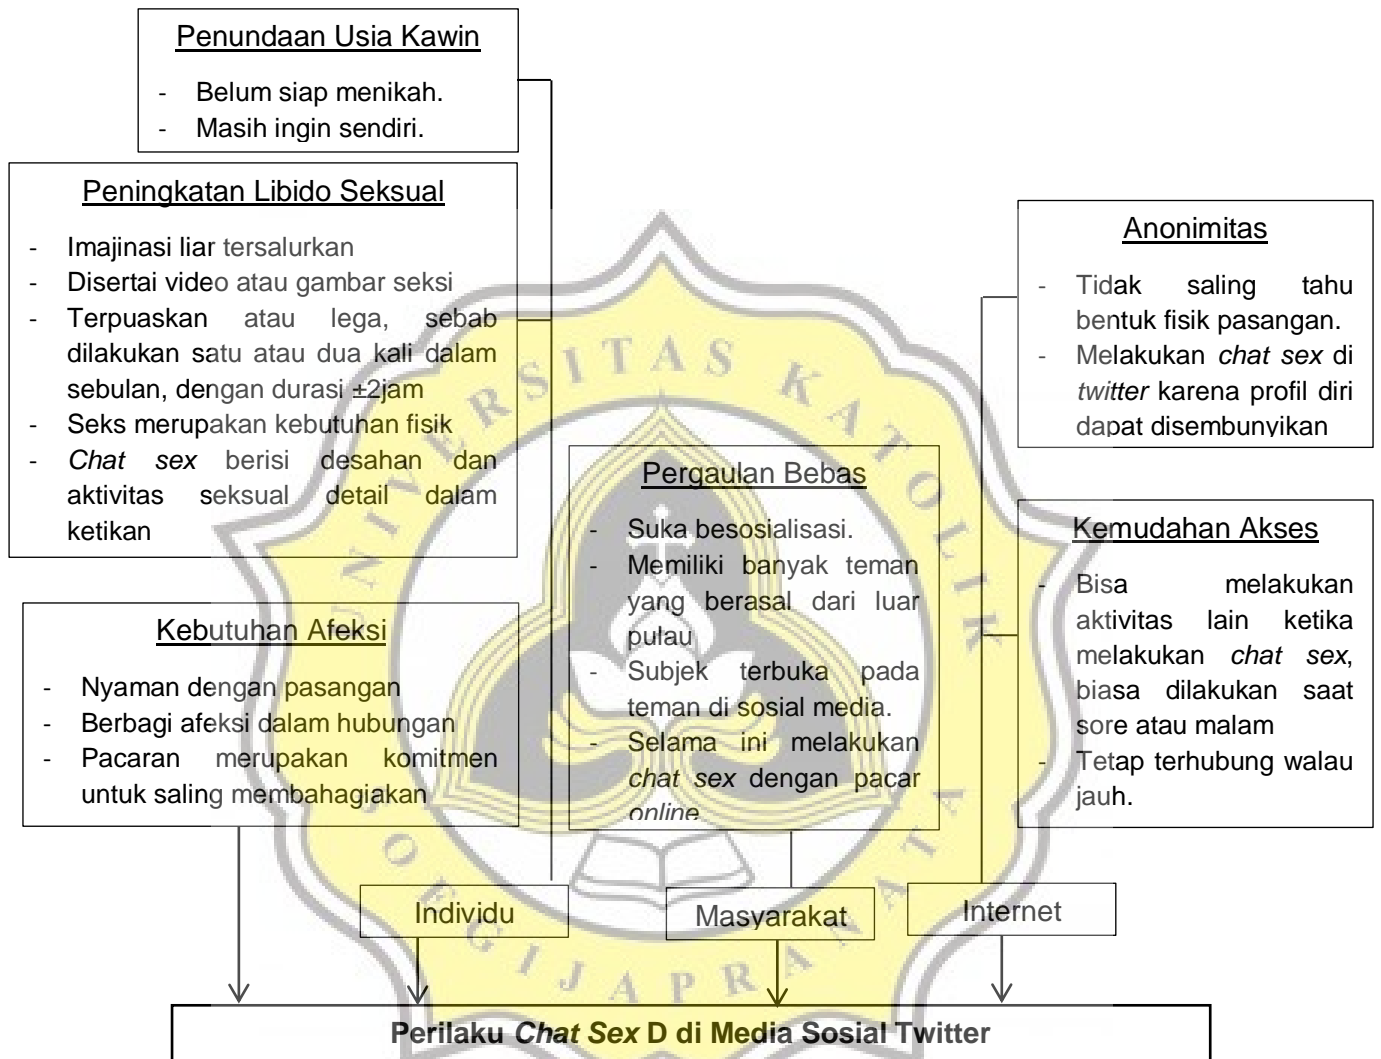 Penundaan Usia Kawin
- Belum siap menikah.
- Masih ingin sendiri.
Peningkatan Libido Seksual
- Imajinasi liar tersalurkan
- Disertai video atau gambar seksi
- Terpuaskan atau lega, sebab
dilakukan satu atau dua kali dalam
sebulan, dengan durasi ±2jam
- Seks merupakan kebutuhan fisik
- Chat sex berisi desahan dan
aktivitas seksual detail dalam
ketikan
Kebutuhan Afeksi
- Nyaman dengan pasangan
- Berbagi afeksi dalam hubungan
- Pacaran merupakan komitmen
untuk saling membahagiakan
Pergaulan Bebas
- Suka besosialisasi.
- Memiliki banyak teman
yang berasal dari luar
pulau
- Subjek terbuka pada
teman di sosial media.
- Selama ini melakukan
chat sex dengan pacar
online
Anonimitas
- Tidak saling tahu
bentuk fisik pasangan.
- Melakukan chat sex di
twitter karena profil diri
dapat disembunyikan
Kemudahan Akses
- Bisa melakukan
aktivitas lain ketika
melakukan chat sex,
biasa dilakukan saat
sore atau malam
- Tetap terhubung walau
jauh.
Individu
Masyarakat
Internet
Perilaku Chat Sex D di Media Sosial Twitter
UNIVERSITAS KATOLIK
SOEGIJAPRANATA